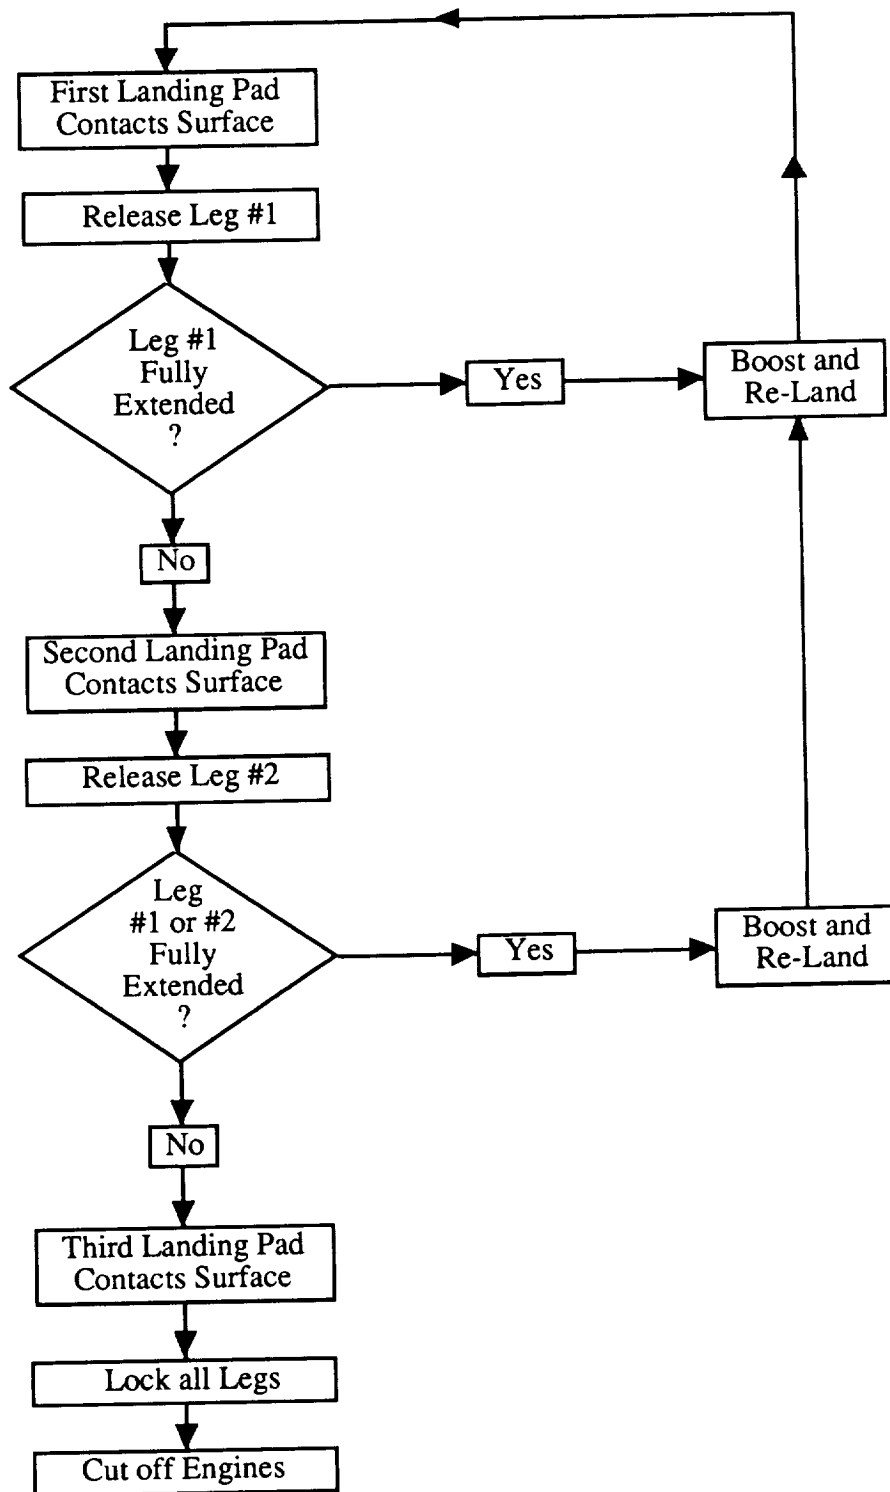 First Landing Pad
Contacts Surface
Release Leg #1
Leg #1
Fully
Extended
?
Yes
Boost and
Re-Land
No
Second Landing Pad
Contacts Surface
Release Leg #2
Leg
#1 or #2
Fully
Extended
?
Yes
Boost and
Re-Land
No
Third Landing Pad
Contacts Surface
Lock all Legs
Cut off Engines